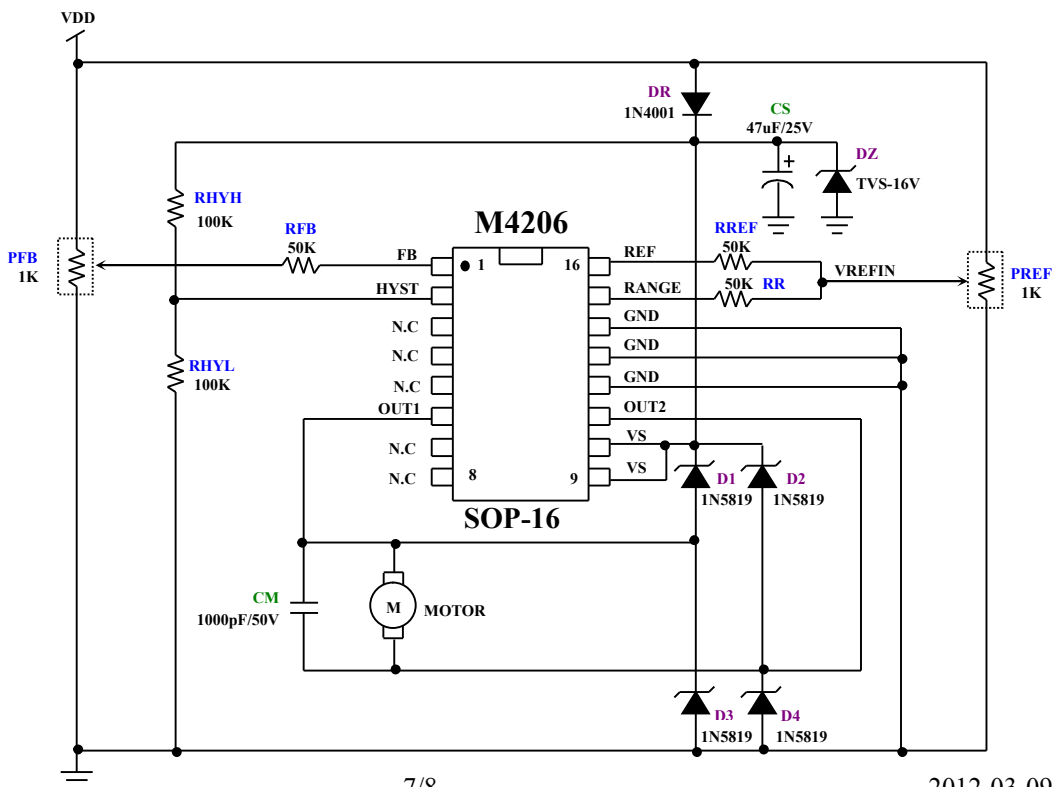 VDD
DR
1N4001
CS
47uF/25V
+
DZ
TVS-16V
RHYH
100K
RFB
50K
M4206
RREF
50K
PFB
1K
FB
1
16
REF
VREFIN
PREF
1K
HYST
RANGE
50K
RR
N.C
GND
N.C
GND
RHYL
100K
N.C
GND
OUT1
OUT2
N.C
VS
N.C
8
9
VS
D1
1N5819
D2
1N5819
SOP-16
CM
1000pF/50V
M
MOTOR
D3
1N5819
D4
1N5819
7/8
2012-03-09